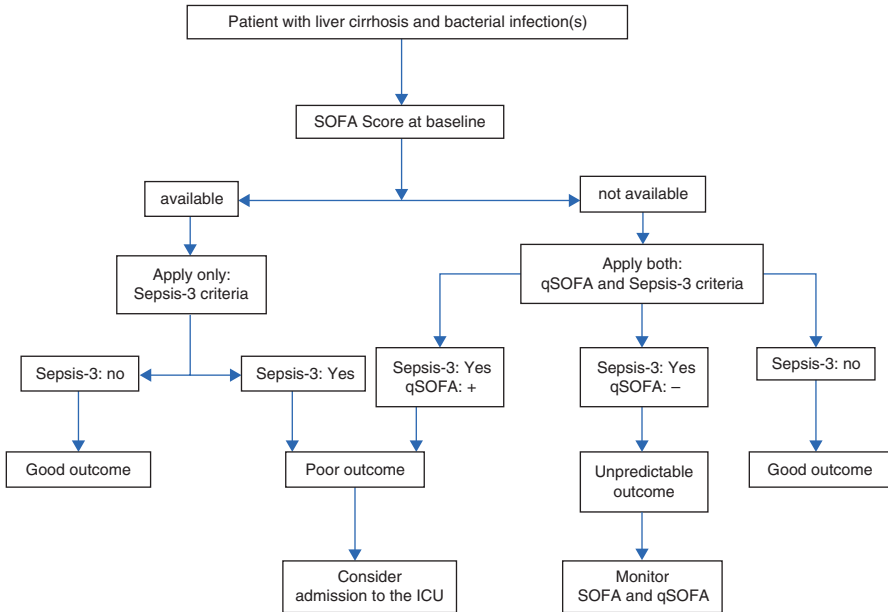 Patient with liver cirrhosis and bacterial infection(s)
SOFA Score at baseline
available
not available
Apply only:
Sepsis-3 criteria
Apply both:
qSOFA and Sepsis-3 criteria
Sepsis-3: no
Sepsis-3: Yes
Sepsis-3: Yes
qSOFA: +
Sepsis-3: Yes
qSOFA: –
Sepsis-3: no
Good outcome
Poor outcome
Unpredictable
outcome
Good outcome
Consider
admission to the ICU
Monitor
SOFA and qSOFA